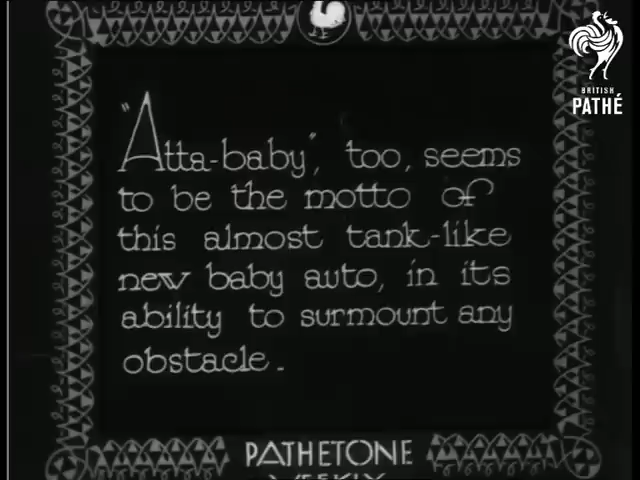 BRITISH
PATHÉ
"Atta-baby", too, seems
to be the motto of
this almost tank-like
new baby auto, in its
ability to surmount any
obstacle.
PATHETONE
WEEKLY